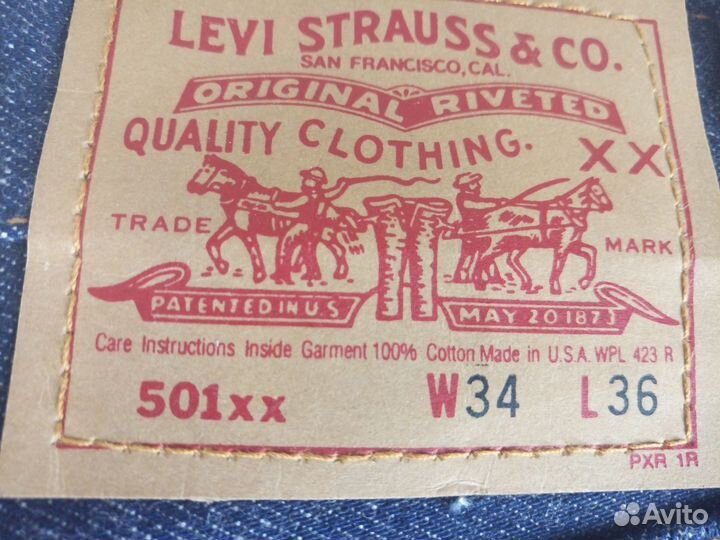 LEVI STRAUSS & CO.
SAN FRANCISCO, CAL.
ORIGINAL RIVETED
QUALITY CLOTHING.
XX
TRADE MARK
PATENTED IN U.S MAY 20 1873
Care Instructions Inside Garment 100% Cotton Made in U.S.A. WPL 423 R
501xx W34 L36
PXR 1R
Avito